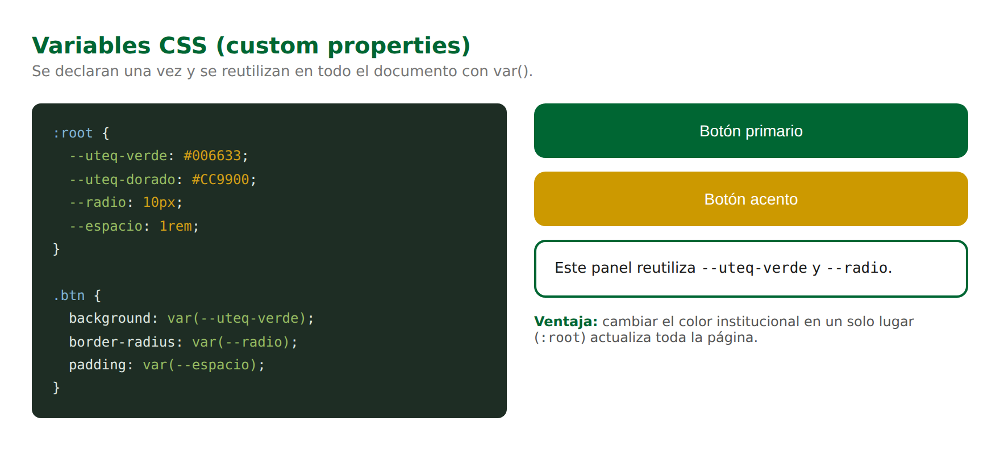 Variables CSS (custom properties)
Se declaran una vez y se reutilizan en todo el documento con var().
:root {
  --uteq-verde: #006633;
  --uteq-dorado: #CC9900;
  --radio: 10px;
  --espacio: 1rem;
}
.btn {
  background: var(--uteq-verde);
  border-radius: var(--radio);
  padding: var(--espacio);
}
Botón primario
Botón acento
Este panel reutiliza --uteq-verde y --radio.
Ventaja: cambiar el color institucional en un solo lugar
(:root) actualiza toda la página.